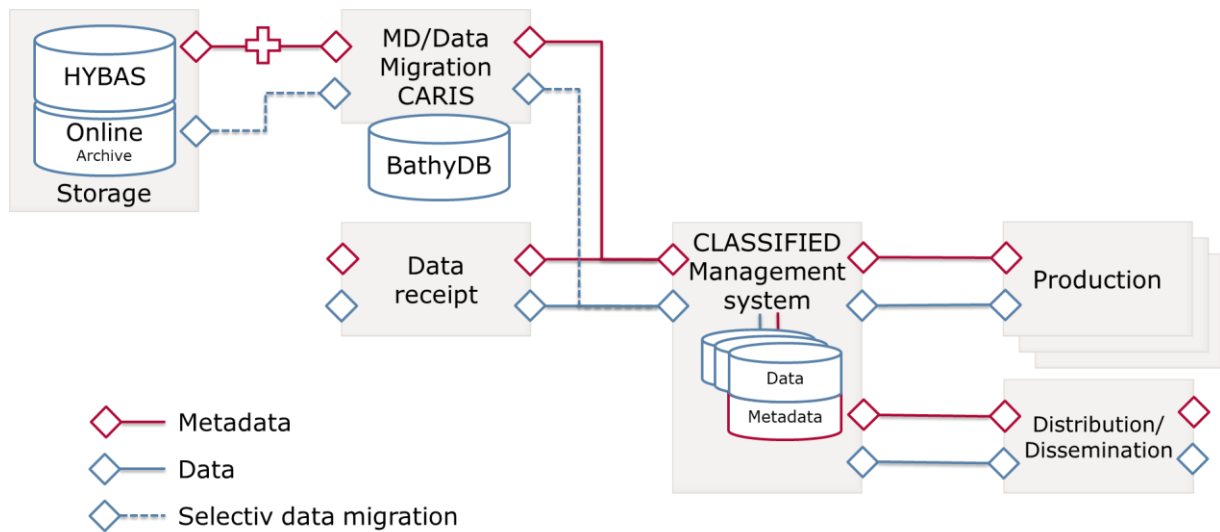 HYBAS
Online
Archive
Storage
MD/Data
Migration
CARIS
BathyDB
Data
receipt
CLASSIFIED
Management
system
Data
Metadata
Production
Distribution/
Dissemination
Metadata
Data
Selectiv data migration